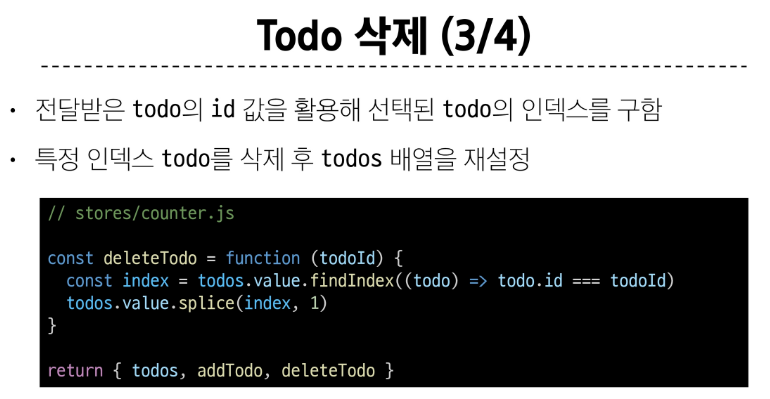 Todo 삭제 (3/4)
• 전달받은 todo의 id 값을 활용해 선택된 todo의 인덱스를 구함
• 특정 인덱스 todo를 삭제 후 todos 배열을 재설정
// stores/counter.js
const deleteTodo = function (todoId) {
  const index = todos.value.findIndex((todo) => todo.id === todoId)
  todos.value.splice(index, 1)
}
return { todos, addTodo, deleteTodo }